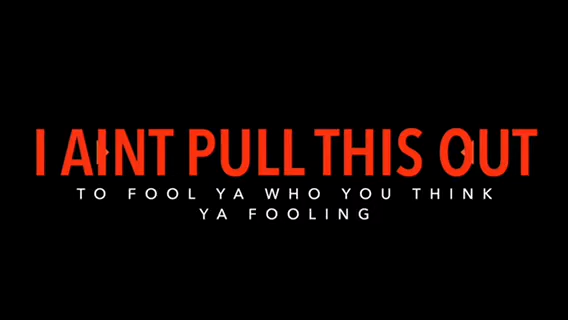 I AINT PULL THIS OUT
TO FOOL YA WHO YOU THINK
YA FOOLING